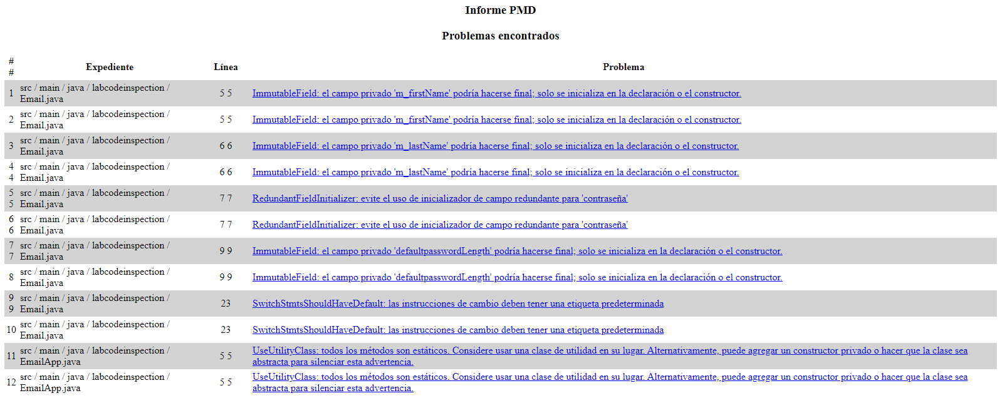 Informe PMD
Problemas encontrados
# # Expediente Línea Problema
1 src / main / java / labcodeinspection / Email.java 5 5 ImmutableField: el campo privado 'm_firstName' podría hacerse final; solo se inicializa en la declaración o el constructor.
2 src / main / java / labcodeinspection / Email.java 5 5 ImmutableField: el campo privado 'm_firstName' podría hacerse final; solo se inicializa en la declaración o el constructor.
3 src / main / java / labcodeinspection / Email.java 6 6 ImmutableField: el campo privado 'm_lastName' podría hacerse final; solo se inicializa en la declaración o el constructor.
4 4 src / main / java / labcodeinspection / Email.java 6 6 ImmutableField: el campo privado 'm_lastName' podría hacerse final; solo se inicializa en la declaración o el constructor.
5 5 src / main / java / labcodeinspection / Email.java 7 7 RedundantFieldInitializer: evite el uso de inicializador de campo redundante para 'contraseña'
6 6 src / main / java / labcodeinspection / Email.java 7 7 RedundantFieldInitializer: evite el uso de inicializador de campo redundante para 'contraseña'
7 7 src / main / java / labcodeinspection / Email.java 9 9 ImmutableField: el campo privado 'defaultpasswordLength' podría hacerse final; solo se inicializa en la declaración o el constructor.
8 src / main / java / labcodeinspection / Email.java 9 9 ImmutableField: el campo privado 'defaultpasswordLength' podría hacerse final; solo se inicializa en la declaración o el constructor.
9 9 src / main / java / labcodeinspection / Email.java 23 SwitchStmtsShouldHaveDefault: las instrucciones de cambio deben tener una etiqueta predeterminada
10 src / main / java / labcodeinspection / Email.java 23 SwitchStmtsShouldHaveDefault: las instrucciones de cambio deben tener una etiqueta predeterminada
11 src / main / java / labcodeinspection / EmailApp.java 5 5 UseUtilityClass: todos los métodos son estáticos. Considere usar una clase de utilidad en su lugar. Alternativamente, puede agregar un constructor privado o hacer que la clase sea abstracta para silenciar esta advertencia.
12 src / main / java / labcodeinspection / EmailApp.java 5 5 UseUtilityClass: todos los métodos son estáticos. Considere usar una clase de utilidad en su lugar. Alternativamente, puede agregar un constructor privado o hacer que la clase sea abstracta para silenciar esta advertencia.